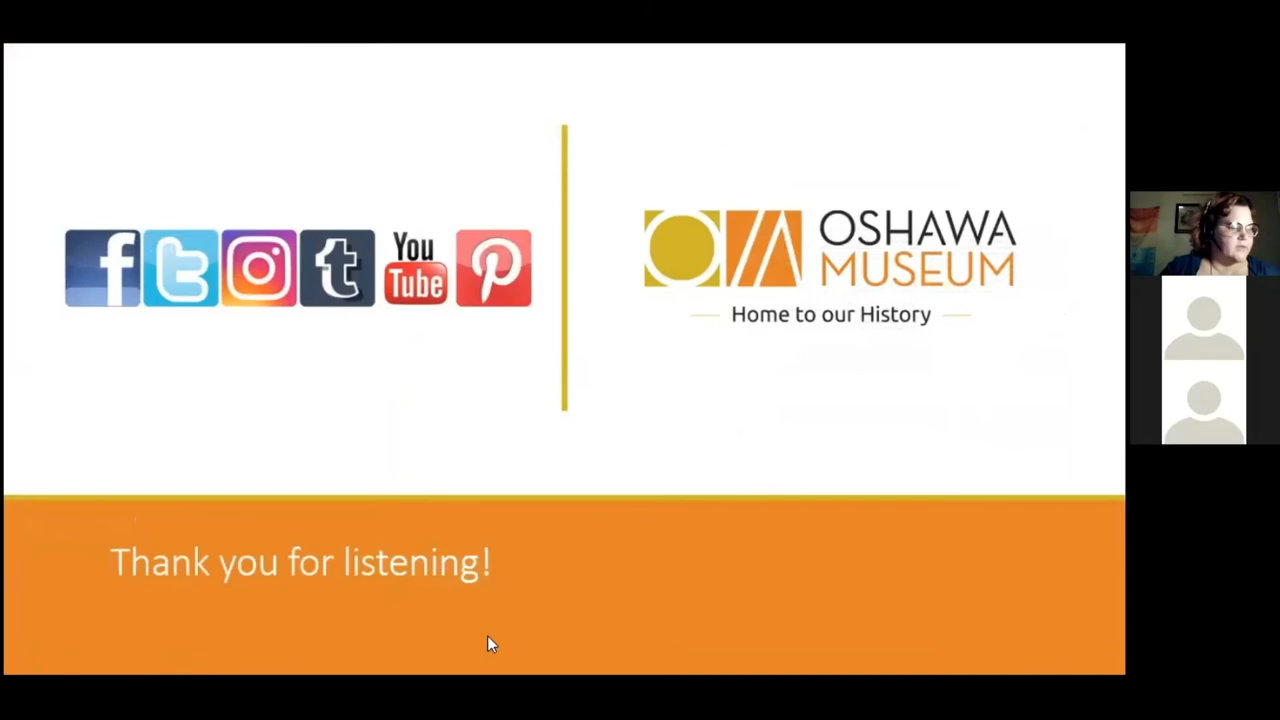 f
t
t
You
Tube
P
OSHAWA
MUSEUM
Home to our History
Thank you for listening!